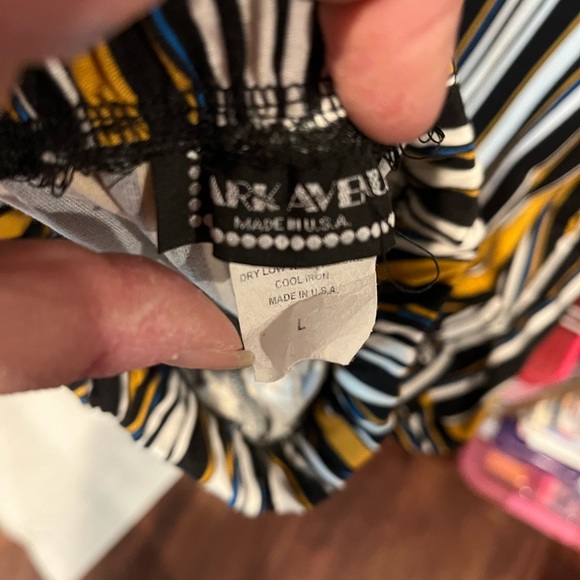 ARK AVENU
MADE IN U.S.A.
DRY LOW
COOL IRON
MADE IN U.S.A
L